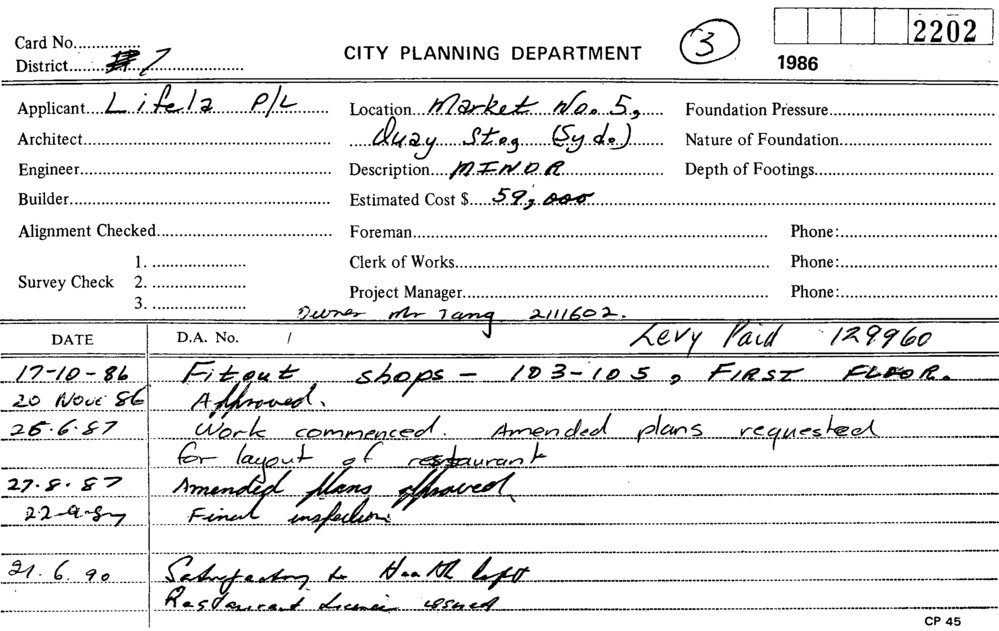 Card No.
CITY PLANNING DEPARTMENT
3
2202
District # 7
1986
Applicant Lifela P/L
Location Market No. 5,
Foundation Pressure
Architect
Quay Steg (Syd.)
Nature of Foundation
Engineer
Description MINOR
Depth of Footings
Builder
Estimated Cost $ 59,000
Alignment Checked
Foreman
Phone:
Survey Check
1.
2.
3.
Clerk of Works
Phone:
Project Manager
Phone:
Owner Mr Tang 2111602.
DATE
D.A. No. /
Levy Paid 129960
17-10-86 Fitout shops - 103-105, FIRST FLOOR.
20 Nove 86 Approved.
26.6.87 Work commenced. Amended plans requested
for layout of restaurant
27.8.87 Amended plans approved
22-9-87 Final inspection
21.6.90 Satisfactory to Health Dept
Restaurant Licence issued
CP 45